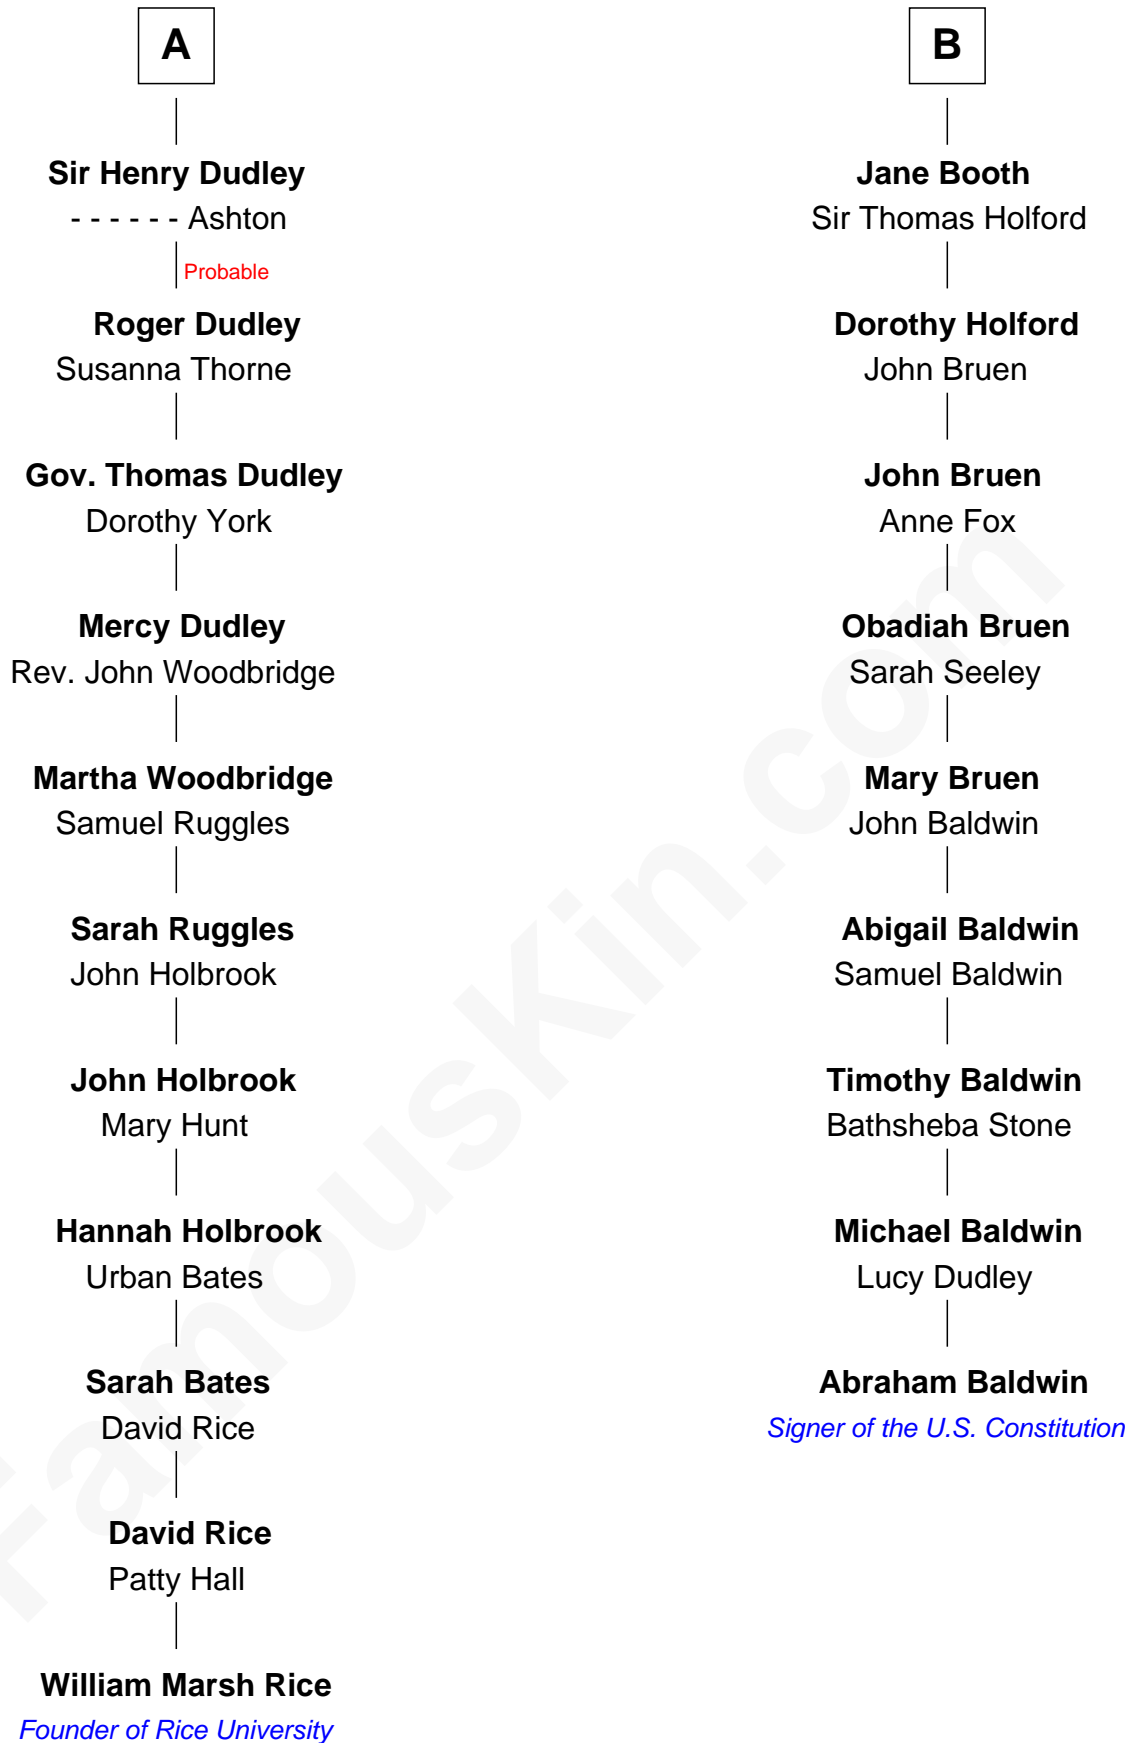 A
Sir Henry Dudley
- - - - - - Ashton
Probable
Roger Dudley
Susanna Thorne
Gov. Thomas Dudley
Dorothy York
Mercy Dudley
Rev. John Woodbridge
Martha Woodbridge
Samuel Ruggles
Sarah Ruggles
John Holbrook
John Holbrook
Mary Hunt
Hannah Holbrook
Urban Bates
Sarah Bates
David Rice
David Rice
Patty Hall
William Marsh Rice
Founder of Rice University
B
Jane Booth
Sir Thomas Holford
Dorothy Holford
John Bruen
John Bruen
Anne Fox
Obadiah Bruen
Sarah Seeley
Mary Bruen
John Baldwin
Abigail Baldwin
Samuel Baldwin
Timothy Baldwin
Bathsheba Stone
Michael Baldwin
Lucy Dudley
Abraham Baldwin
Signer of the U.S. Constitution
FamousKin.com